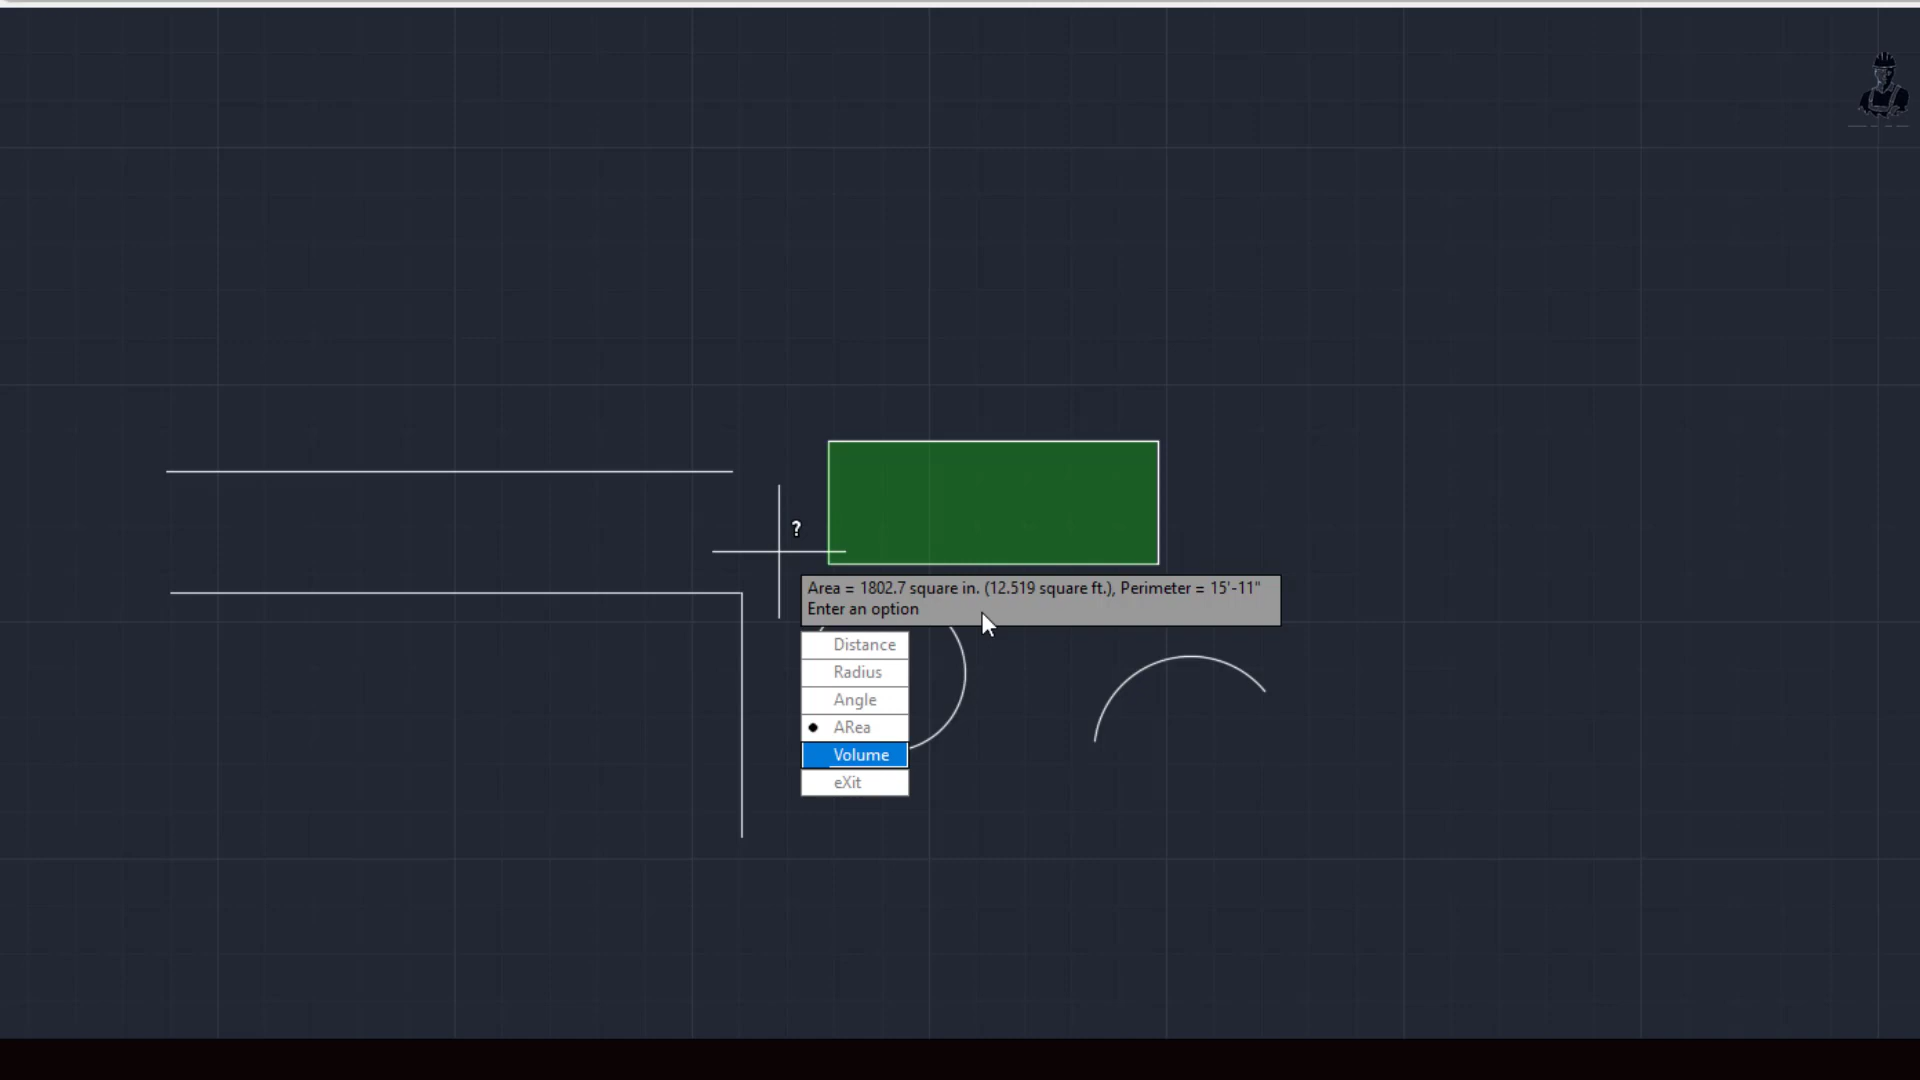 ?
Area = 1802.7 square in. (12.519 square ft.), Perimeter = 15'-11"
Enter an option
Distance
Radius
Angle
ARea
Volume
eXit